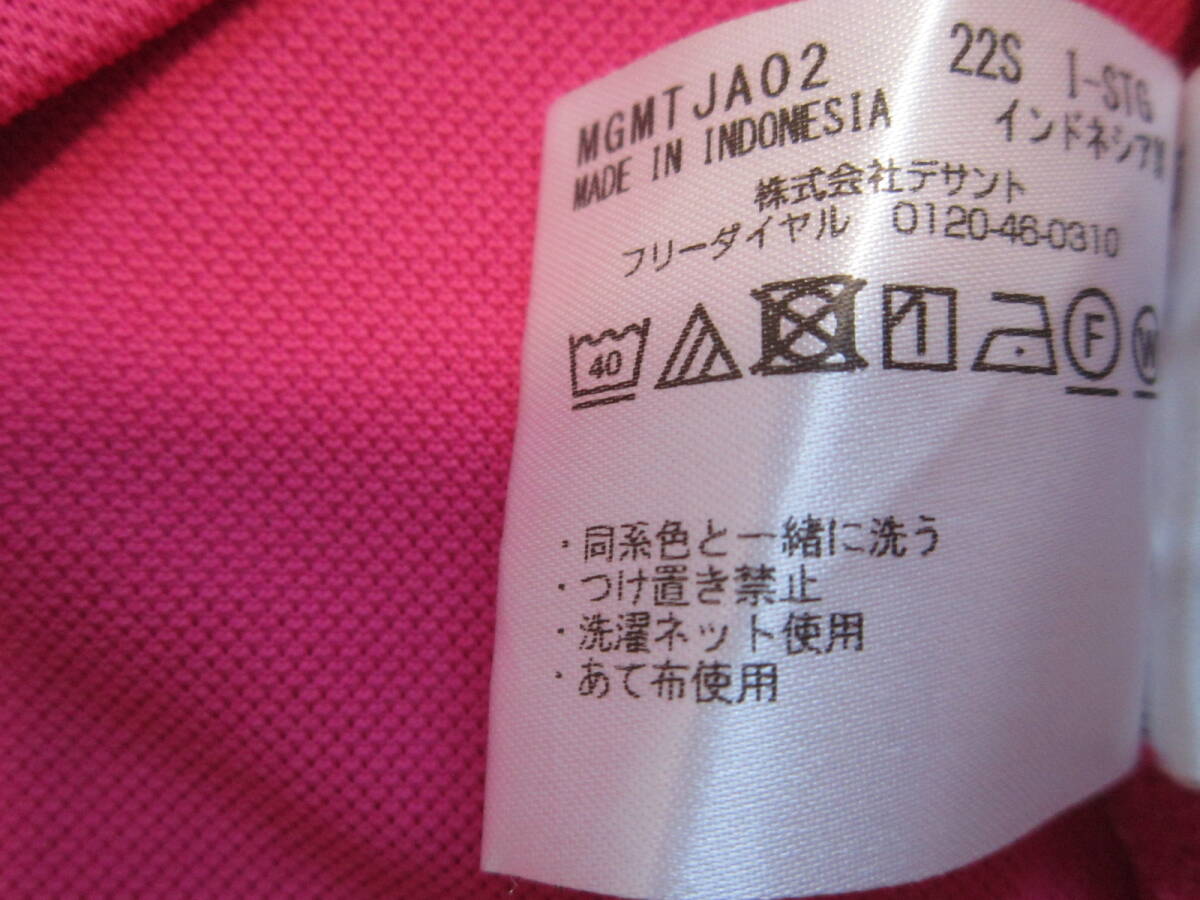 MGMTJA02 22S I-STG
MADE IN INDONESIA インドネシア製
株式会社デサント
フリーダイヤル 0120-46-0310
40 F W
・同系色と一緒に洗う
・つけ置き禁止
・洗濯ネット使用
・あて布使用